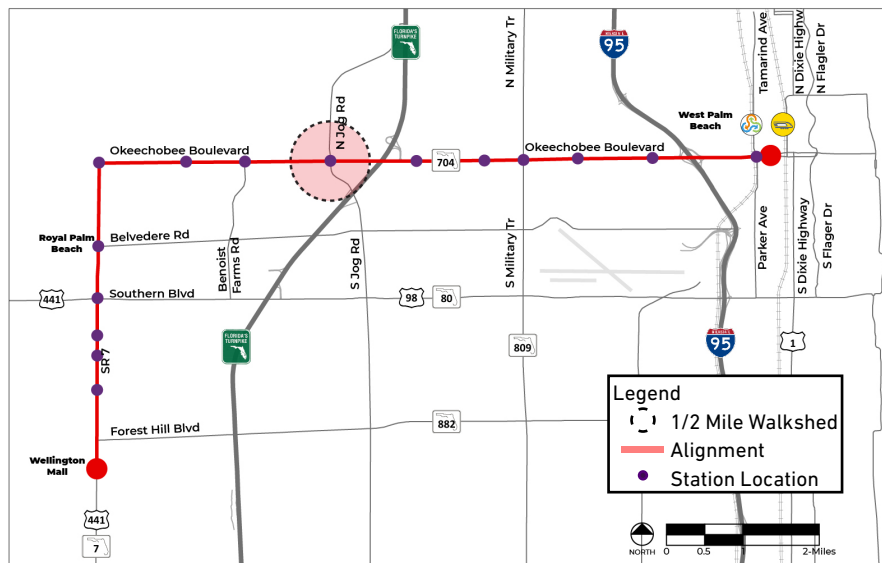 FLORIDA'S
TURNPIKE
N Military Tr
95
Tamarind Ave
N Dixie Highw
N Flagler Dr
N Jog Rd
West Palm
Beach
Okeechobee Boulevard
704
Okeechobee Boulevard
Royal Palm
Beach
Belvedere Rd
Benoist
Farms Rd
S Jog Rd
S Military Tr
Parker Ave
S Dixie Highway
S Flager Dr
441
Southern Blvd
98
80
FLORIDA'S
TURNPIKE
SR 7
809
95
1
Forest Hill Blvd
882
Wellington
Mall
441
7
Legend
1/2 Mile Walkshed
Alignment
Station Location
NORTH
0 0.5 1 2-Miles